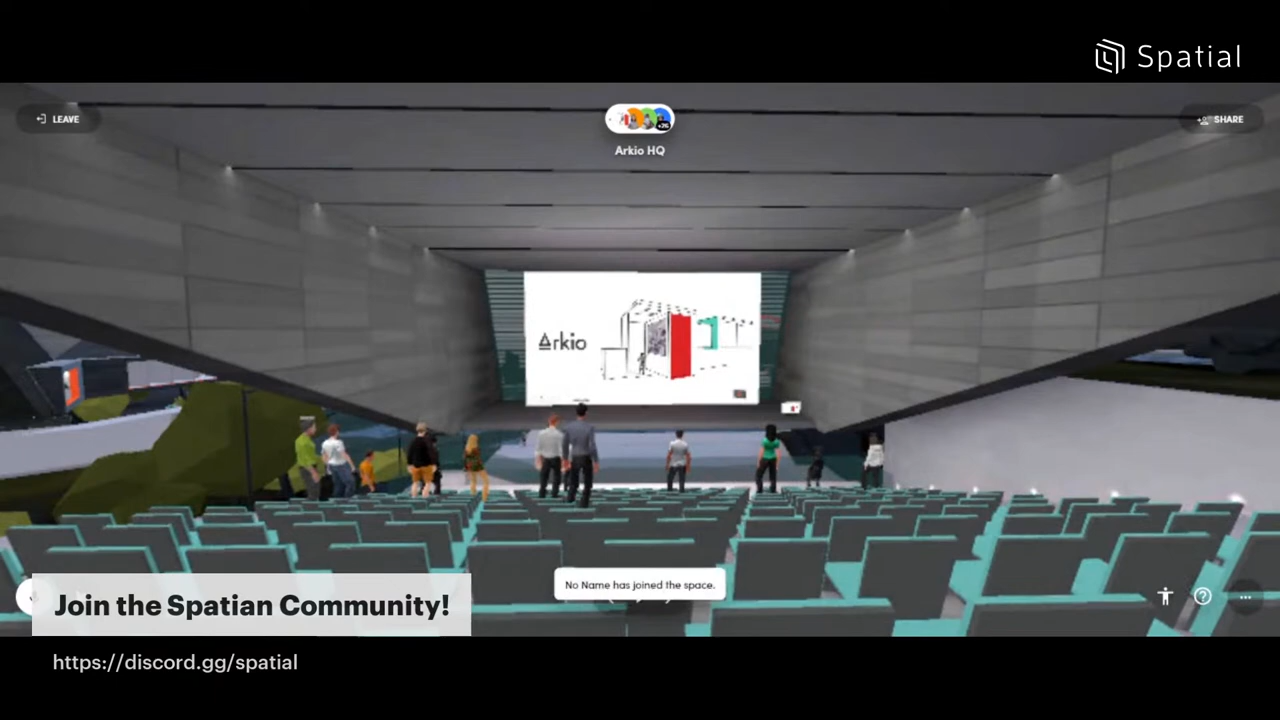 Spatial
LEAVE
SHARE
Arkio HQ
Arkio
No Name has joined the space.
Join the Spatian Community!
https://discord.gg/spatial